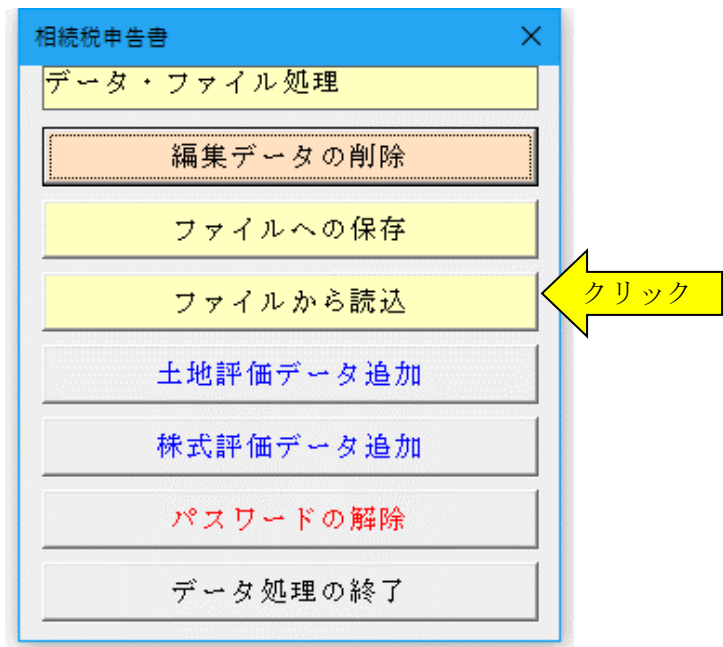 相続税申告書
データ・ファイル処理
編集データの削除
ファイルへの保存
ファイルから読込
クリック
土地評価データ追加
株式評価データ追加
パスワードの解除
データ処理の終了